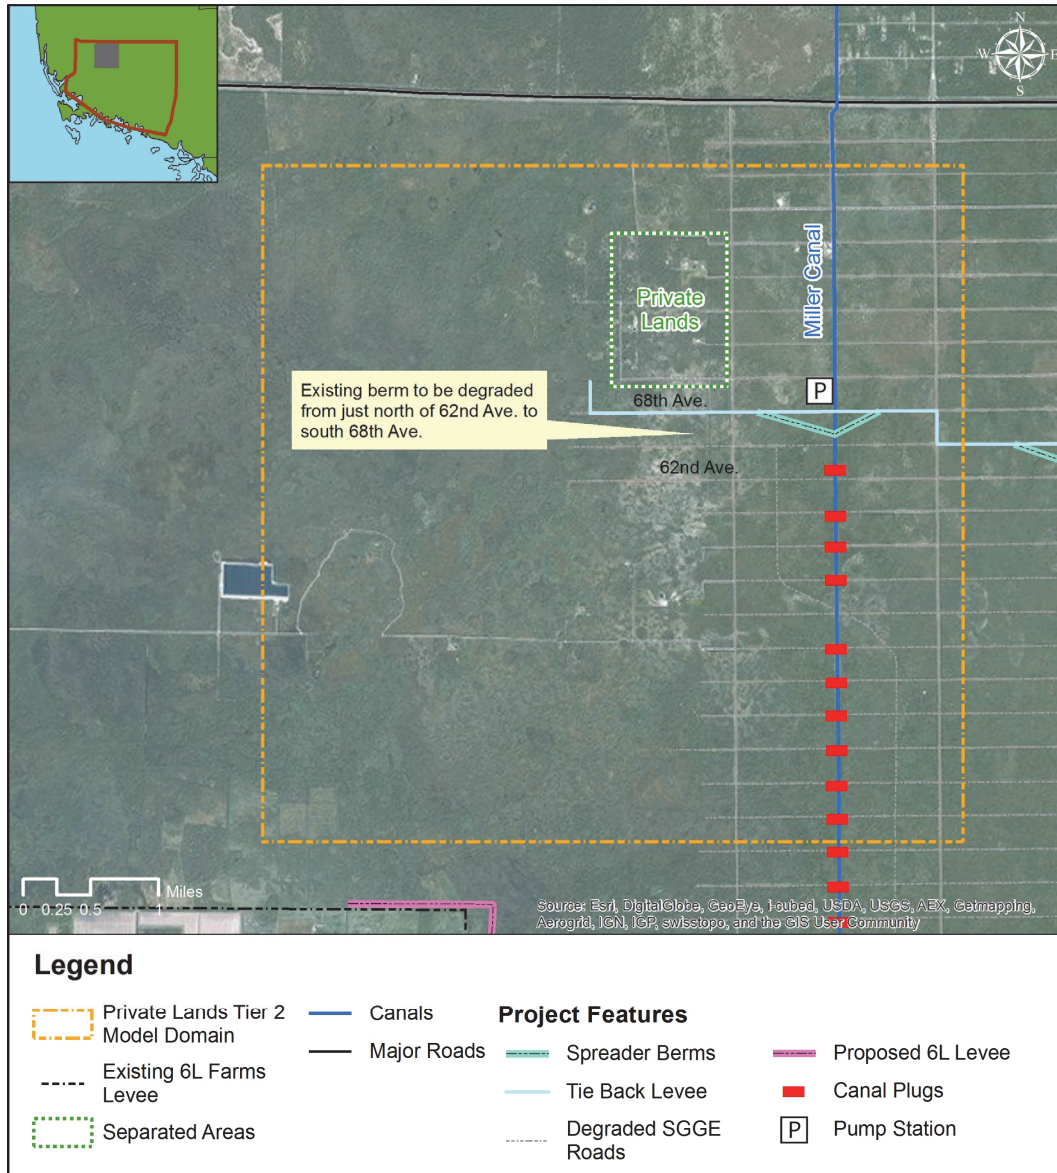 N
W E
S
Miller Canal
Private
Lands
P
Existing berm to be degraded
from just north of 62nd Ave. to
south 68th Ave.
68th Ave.
62nd Ave.
Miles
0 0.25 0.5 1
Source: Esri, DigitalGlobe, GeoEye, i-cubed, USDA, USGS, AEX, Getmapping,
Aerogrid, IGN, IGP, swisstopo, and the GIS User Community
Legend
Private Lands Tier 2
Model Domain
Existing 6L Farms
Levee
Separated Areas
Canals
Major Roads
Project Features
Spreader Berms
Tie Back Levee
Degraded SGGE
Roads
Proposed 6L Levee
Canal Plugs
P Pump Station